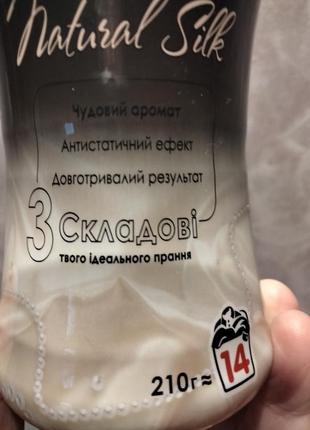 Natural Silk
Чудовий аромат
Антистатичний ефект
Довготривалий результат
3 Складові
твого ідеального прання
210г≈ 14